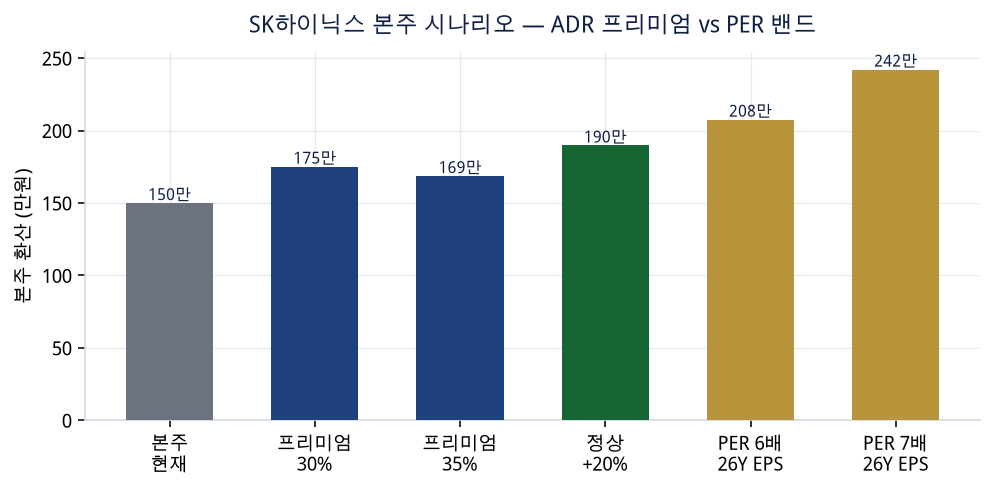 SK하이닉스 본주 시나리오 — ADR 프리미엄 vs PER 밴드
본주 환산 (만원)
250
200
150
100
50
0
150만
175만
169만
190만
208만
242만
본주
현재
프리미엄
30%
프리미엄
35%
정상
+20%
PER 6배
26Y EPS
PER 7배
26Y EPS